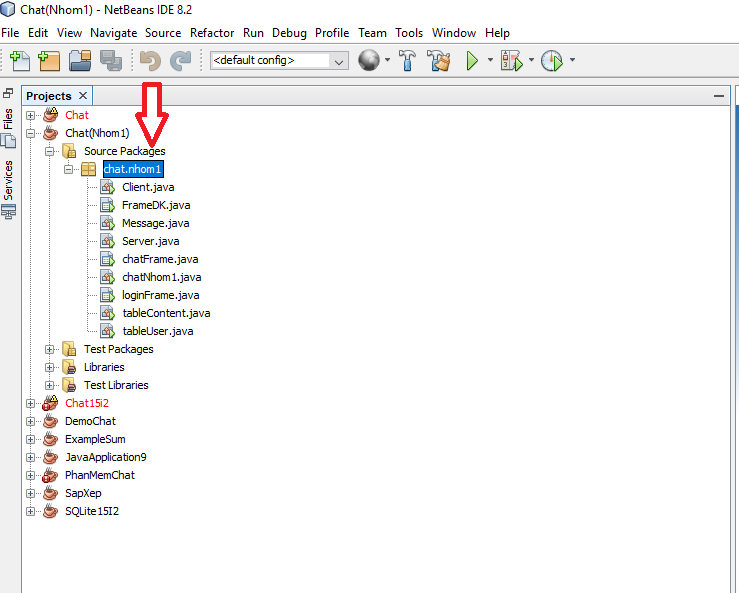 Chat(Nhom1) - NetBeans IDE 8.2
File Edit View Navigate Source Refactor Run Debug Profile Team Tools Window Help
<default config>
Projects
Files
Services
Chat
Chat(Nhom1)
Source Packages
chat.nhom1
Client.java
FrameDK.java
Message.java
Server.java
chatFrame.java
chatNhom1.java
loginFrame.java
tableContent.java
tableUser.java
Test Packages
Libraries
Test Libraries
Chat15i2
DemoChat
ExampleSum
JavaApplication9
PhanMemChat
SapXep
SQLite15I2